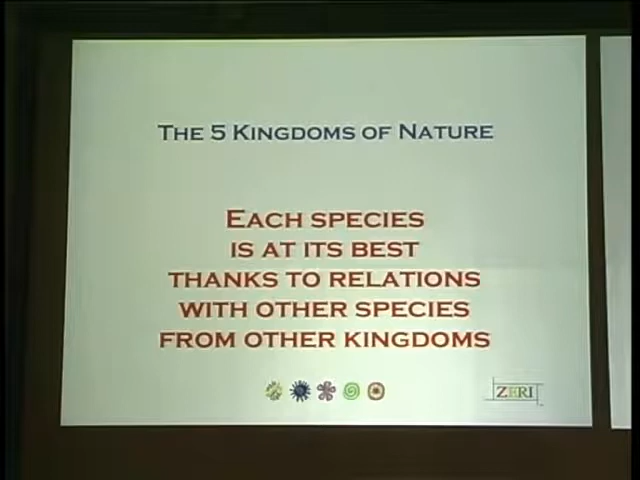 The 5 Kingdoms of Nature
Each species
is at its best
thanks to relations
with other species
from other kingdoms
ZERI